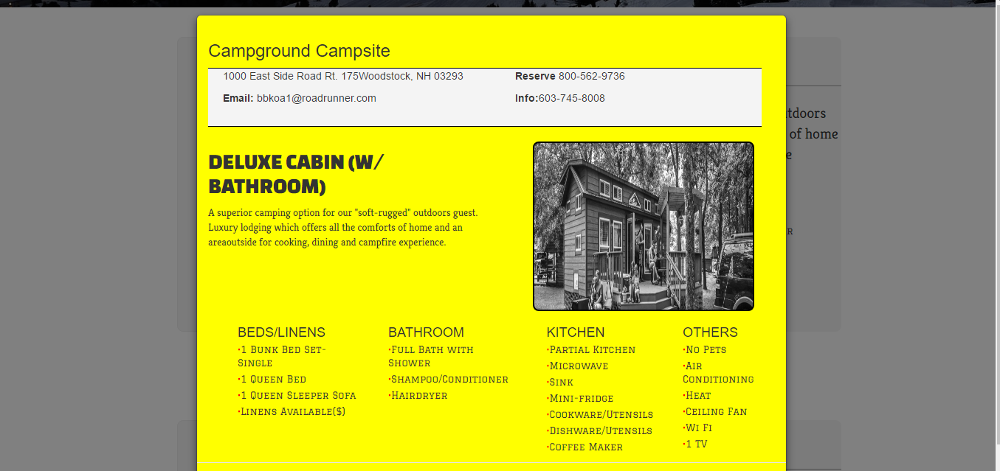 Campground Campsite
1000 East Side Road Rt. 175Woodstock, NH 03293
Reserve 800-562-9736
Email: bbkoa1@roadrunner.com
Info:603-745-8008
DELUXE CABIN (W/
BATHROOM)
A superior camping option for our "soft-rugged" outdoors guest.
Luxury lodging which offers all the comforts of home and an
areaoutside for cooking, dining and campfire experience.
BEDS/LINENS
·1 Bunk Bed Set-
Single
·1 Queen Bed
·1 Queen Sleeper Sofa
·Linens Available($)
BATHROOM
·Full Bath with
Shower
·Shampoo/Conditioner
·Hairdryer
KITCHEN
·Partial Kitchen
·Microwave
·Sink
·Mini-fridge
·Cookware/Utensils
·Dishware/Utensils
·Coffee Maker
OTHERS
·No Pets
·Air
Conditioning
·Heat
·Ceiling Fan
·Wi Fi
·1 TV
of home